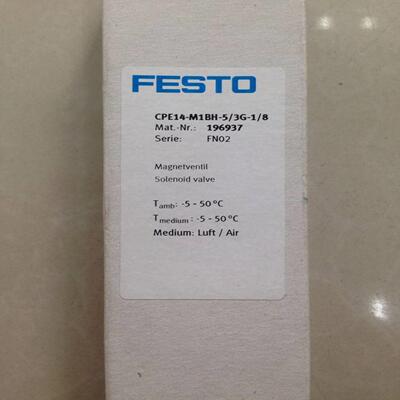 FESTO
CPE14-M1BH-5/3G-1/8
Mat.-Nr.: 196937
Serie: FN02
Magnetventil
Solenoid valve
Tamb: -5 - 50 °C
Tmedium: -5 - 50 °C
Medium: Luft / Air